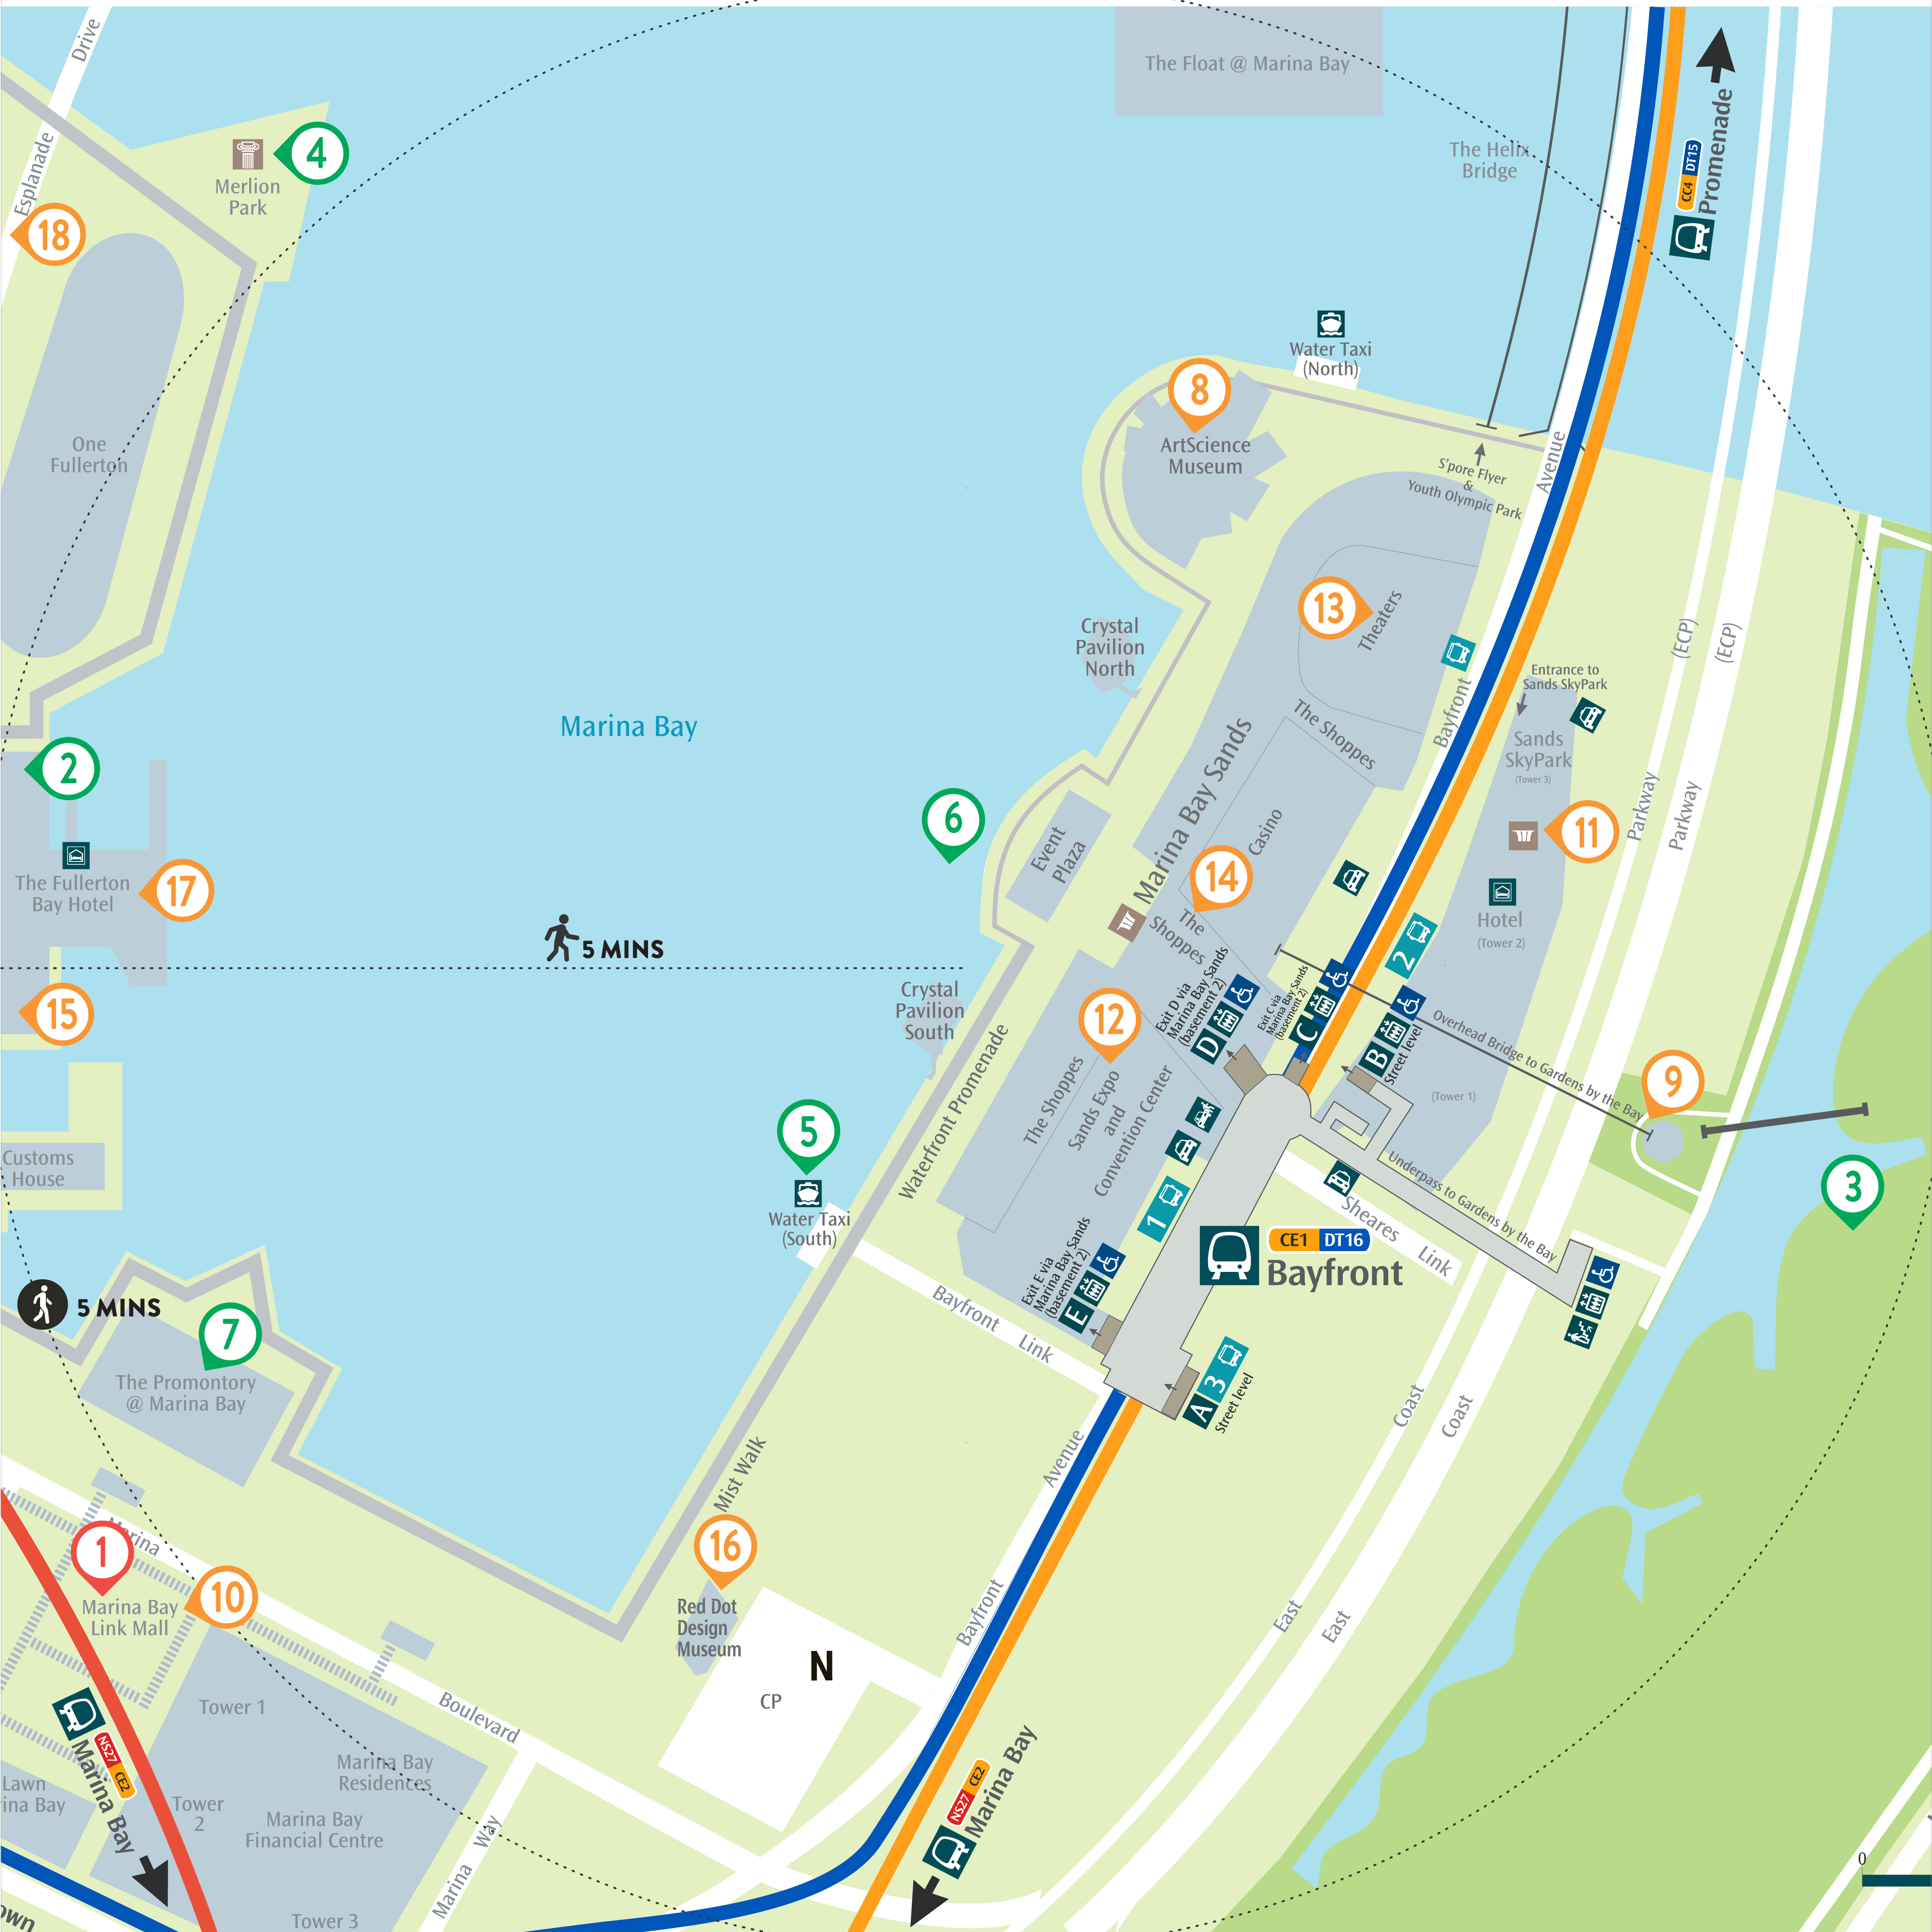 Drive
Esplanade
The Float @ Marina Bay
The Helix
Bridge
CC4 DT15
Promenade
4
Merlion
Park
18
One
Fullerton
Water Taxi
(North)
8
ArtScience
Museum
S'pore Flyer
&
Youth Olympic Park
Avenue
13
Theaters
Crystal
Pavilion
North
(ECP)
(ECP)
Entrance to
Sands SkyPark
Bayfront
The Shoppes
Marina Bay
Marina Bay Sands
Sands
SkyPark
(Tower 3)
Parkway
Parkway
2
6
Event
Plaza
Casino
11
14
The Fullerton
Bay Hotel
17
The
Shoppes
Hotel
(Tower 2)
5 MINS
2
15
Crystal
Pavilion
South
12
Exit D via
Marina Bay Sands
(basement 2)
D
Exit C via
Marina Bay Sands
(basement 2)
C
B
Street level
Overhead Bridge to Gardens by the Bay
9
(Tower 1)
The Shoppes
Sands Expo
and
Convention Center
Waterfront Promenade
5
Customs
House
Water Taxi
(South)
3
1
Underpass to Gardens by the Bay
Sheares Link
CE1 DT16
Bayfront
Exit E via
Marina Bay Sands
(basement 2)
E
Bayfront Link
5 MINS
7
The Promontory
@ Marina Bay
A 3
Street level
Coast
Coast
Avenue
Mist Walk
Marina
1
16
10
Marina Bay
Link Mall
Red Dot
Design
Museum
Bayfront
East
East
N
CP
Tower 1
Boulevard
NS27 CE2
Marina Bay
Marina Bay
Residences
NS27 CE2
Marina Bay
Lawn
ina Bay
Tower
2
Marina Bay
Financial Centre
Marina Way
0
own
Tower 3